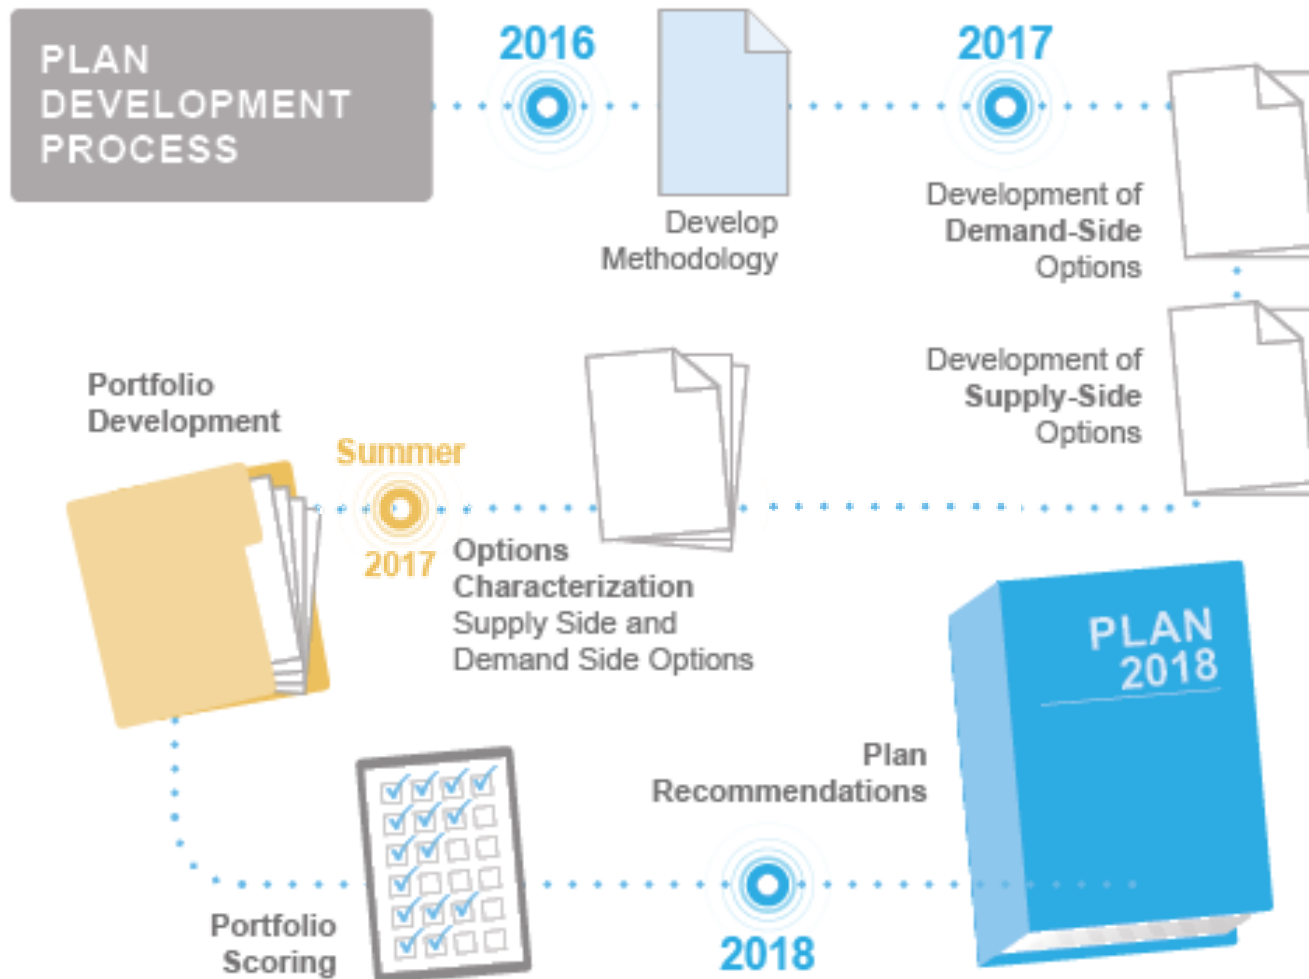 PLAN
DEVELOPMENT
PROCESS
2016
Develop
Methodology
2017
Development of
Demand-Side
Options
Development of
Supply-Side
Options
Options
Characterization
Supply Side and
Demand Side Options
Summer
2017
Portfolio
Development
Portfolio
Scoring
2018
Plan
Recommendations
PLAN
2018